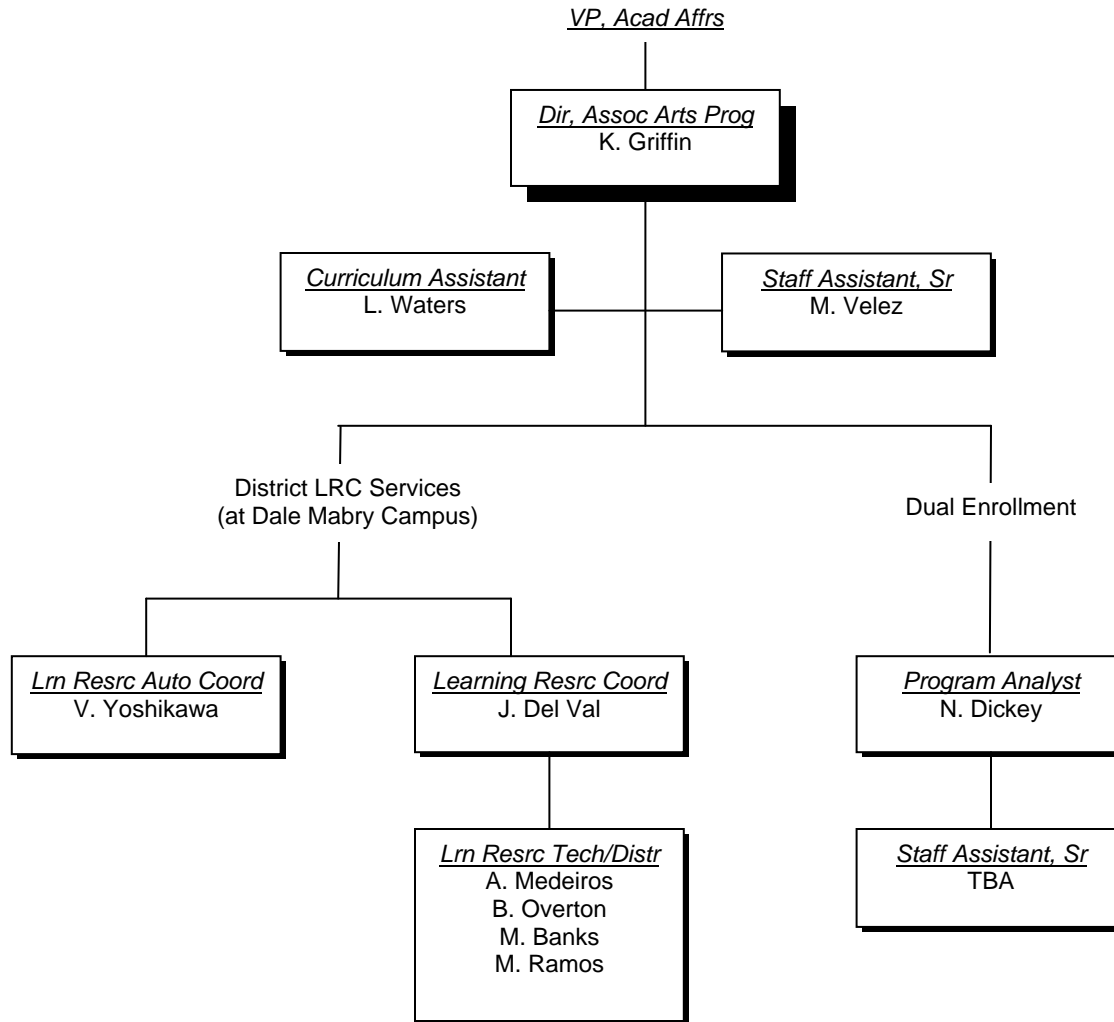 VP, Acad Affrs
Dir, Assoc Arts Prog
K. Griffin
Curriculum Assistant
L. Waters
Staff Assistant, Sr
M. Velez
District LRC Services
(at Dale Mabry Campus)
Dual Enrollment
Lrn Resrc Auto Coord
V. Yoshikawa
Learning Resrc Coord
J. Del Val
Program Analyst
N. Dickey
Lrn Resrc Tech/Distr
A. Medeiros
B. Overton
M. Banks
M. Ramos
Staff Assistant, Sr
TBA